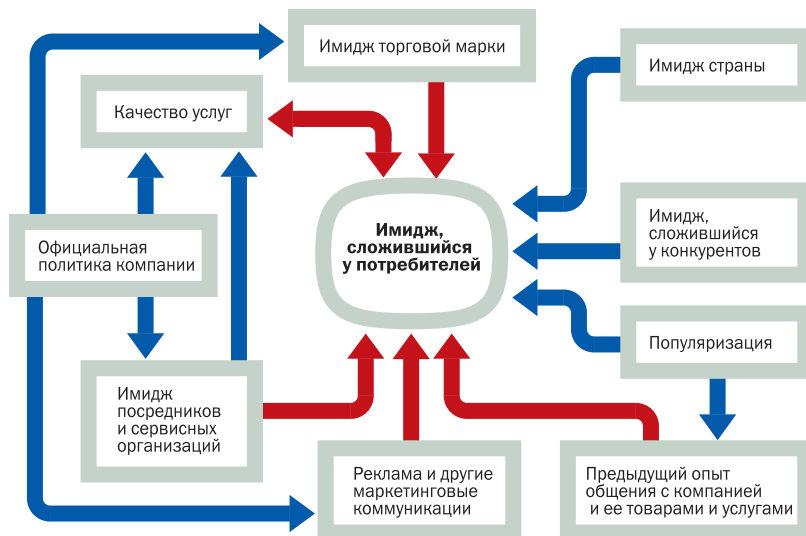 Имидж торговой марки
Имидж страны
Качество услуг
Имидж,
сложившийся
у потребителей
Имидж,
сложившийся
у конкурентов
Официальная
политика компании
Популяризация
Имидж
посредников
и сервисных
организаций
Реклама и другие
маркетинговые
коммуникации
Предыдущий опыт
общения с компанией
и ее товарами и услугами